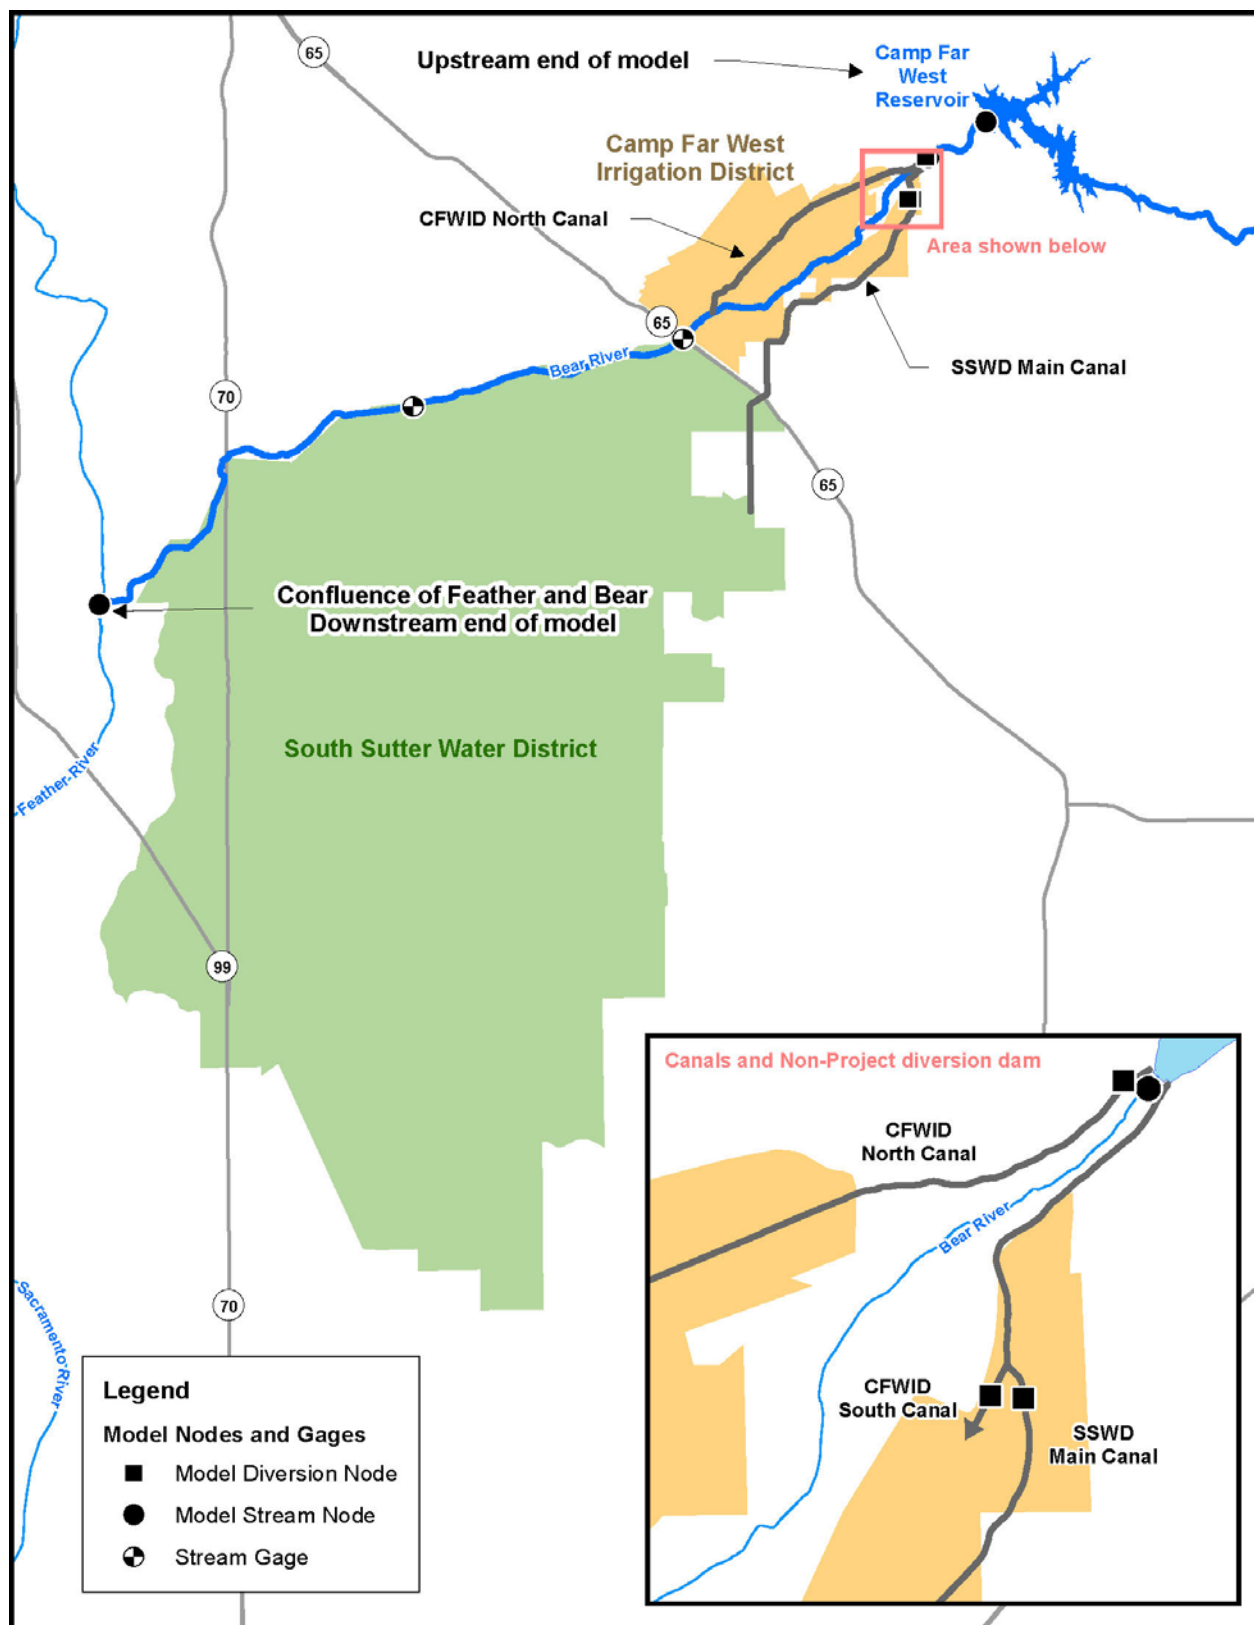 65
Upstream end of model
Camp Far
West
Reservoir
Camp Far West
Irrigation District
CFWID North Canal
Area shown below
65
Bear River
SSWD Main Canal
70
65
Confluence of Feather and Bear
Downstream end of model
South Sutter Water District
Feather River
99
Canals and Non-Project diversion dam
CFWID
North Canal
Bear River
Sacramento River
70
CFWID
South Canal
SSWD
Main Canal
Legend
Model Nodes and Gages
Model Diversion Node
Model Stream Node
Stream Gage